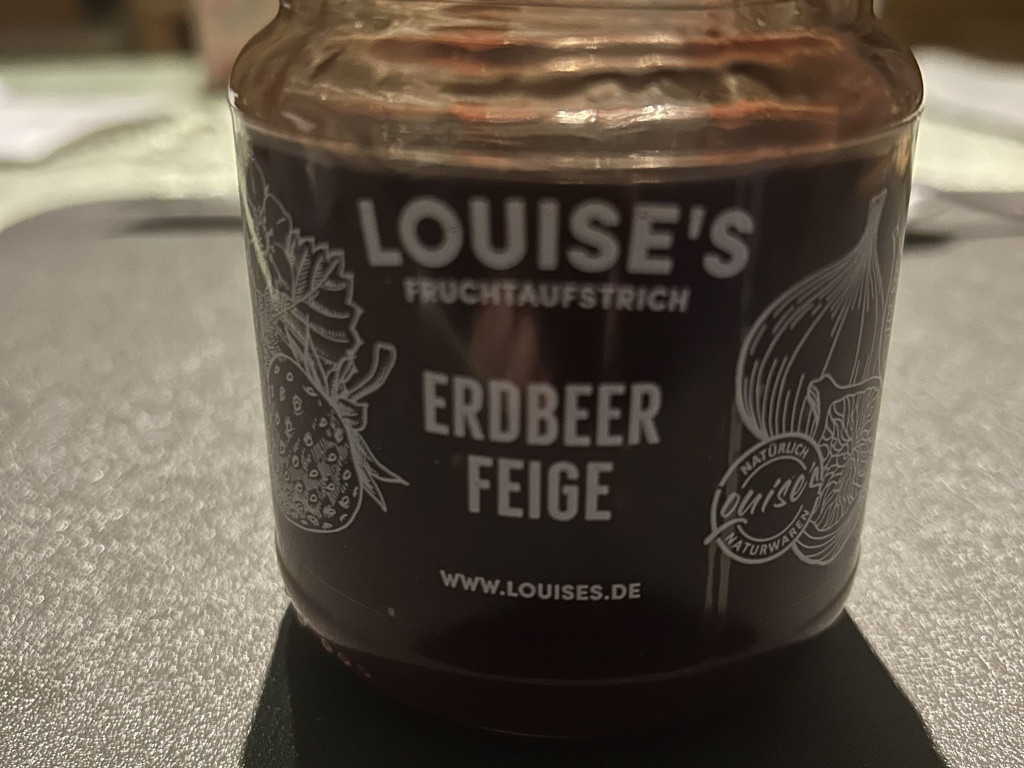 LOUISE'S
FRUCHTAUFSTRICH
ERDBEER
FEIGE
NATÜRLICH
Louise's
NATURWAREN
WWW.LOUISES.DE